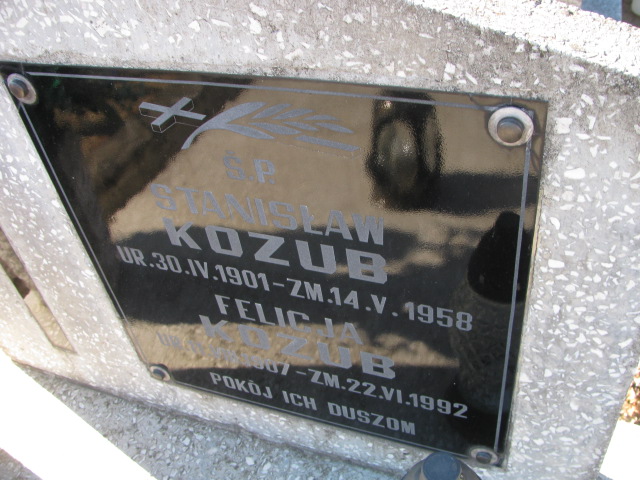 Ś.P.
STANISŁAW
KOZUB
UR.30.IV.1901-ZM.14.V.1958
FELICJA
KOZUB
-ZM.22.VI.1992
POKÓJ ICH DUSZOM